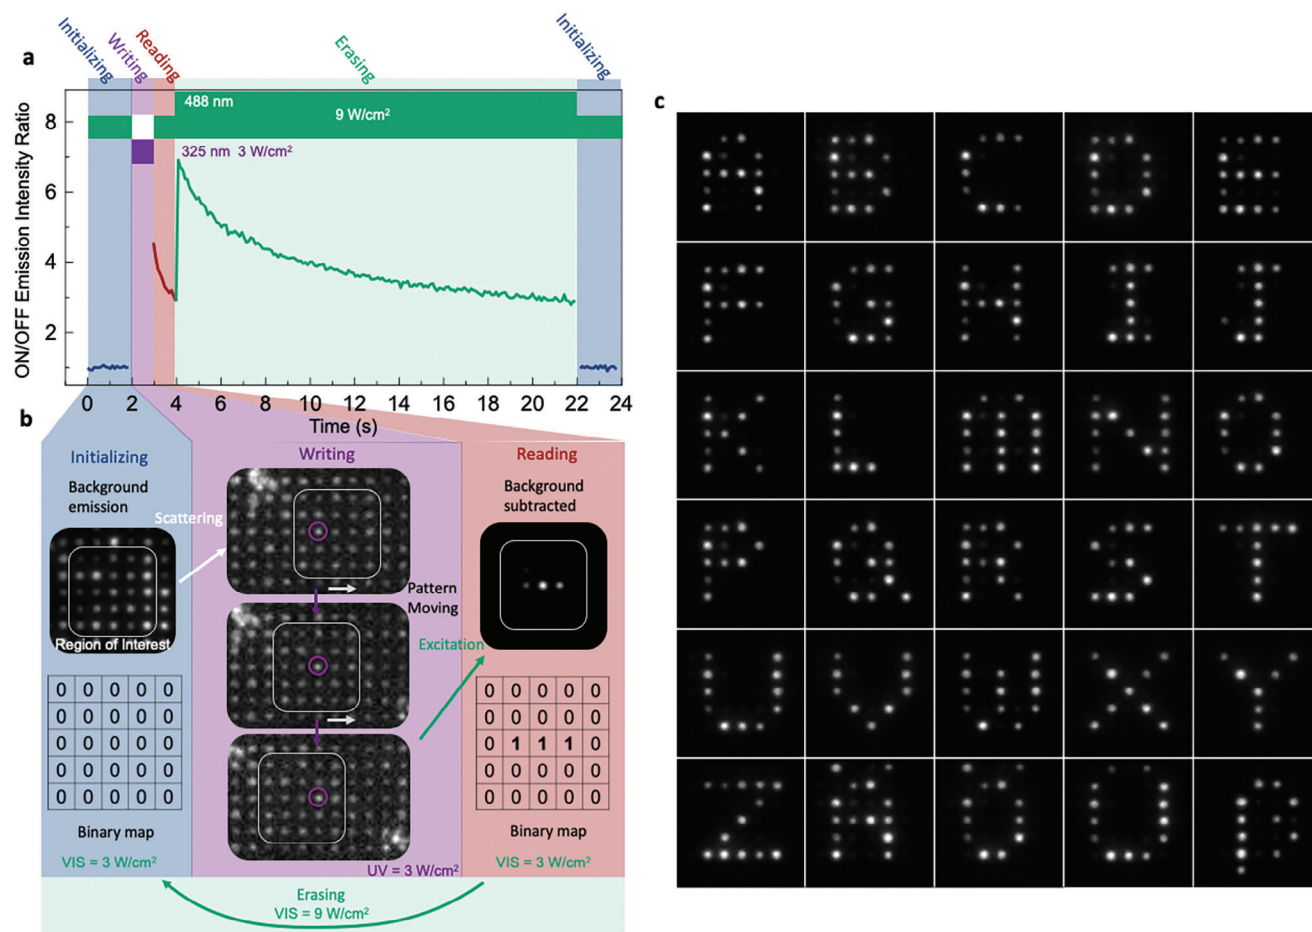 a
Initializing
Writing
Reading
Erasing
Initializing
488 nm
9 W/cm²
325 nm 3 W/cm²
ON/OFF Emission Intensity Ratio
8
6
4
2
0 2 4 6 8 10 12 14 16 18 20 22 24
Time (s)
b
Initializing
Background
emission
Region of Interest
0 0 0 0 0
0 0 0 0 0
0 0 0 0 0
0 0 0 0 0
0 0 0 0 0
Binary map
VIS = 3 W/cm²
Writing
Scattering
Pattern
Moving
Excitation
UV = 3 W/cm²
Reading
Background
subtracted
0 0 0 0 0
0 0 0 0 0
0 1 1 1 0
0 0 0 0 0
0 0 0 0 0
Binary map
VIS = 3 W/cm²
Erasing
VIS = 9 W/cm²
c
A B C D E
F G H I J
K L M N O
P Q R S T
U V W X Y
Z Ä Ö Ü ß